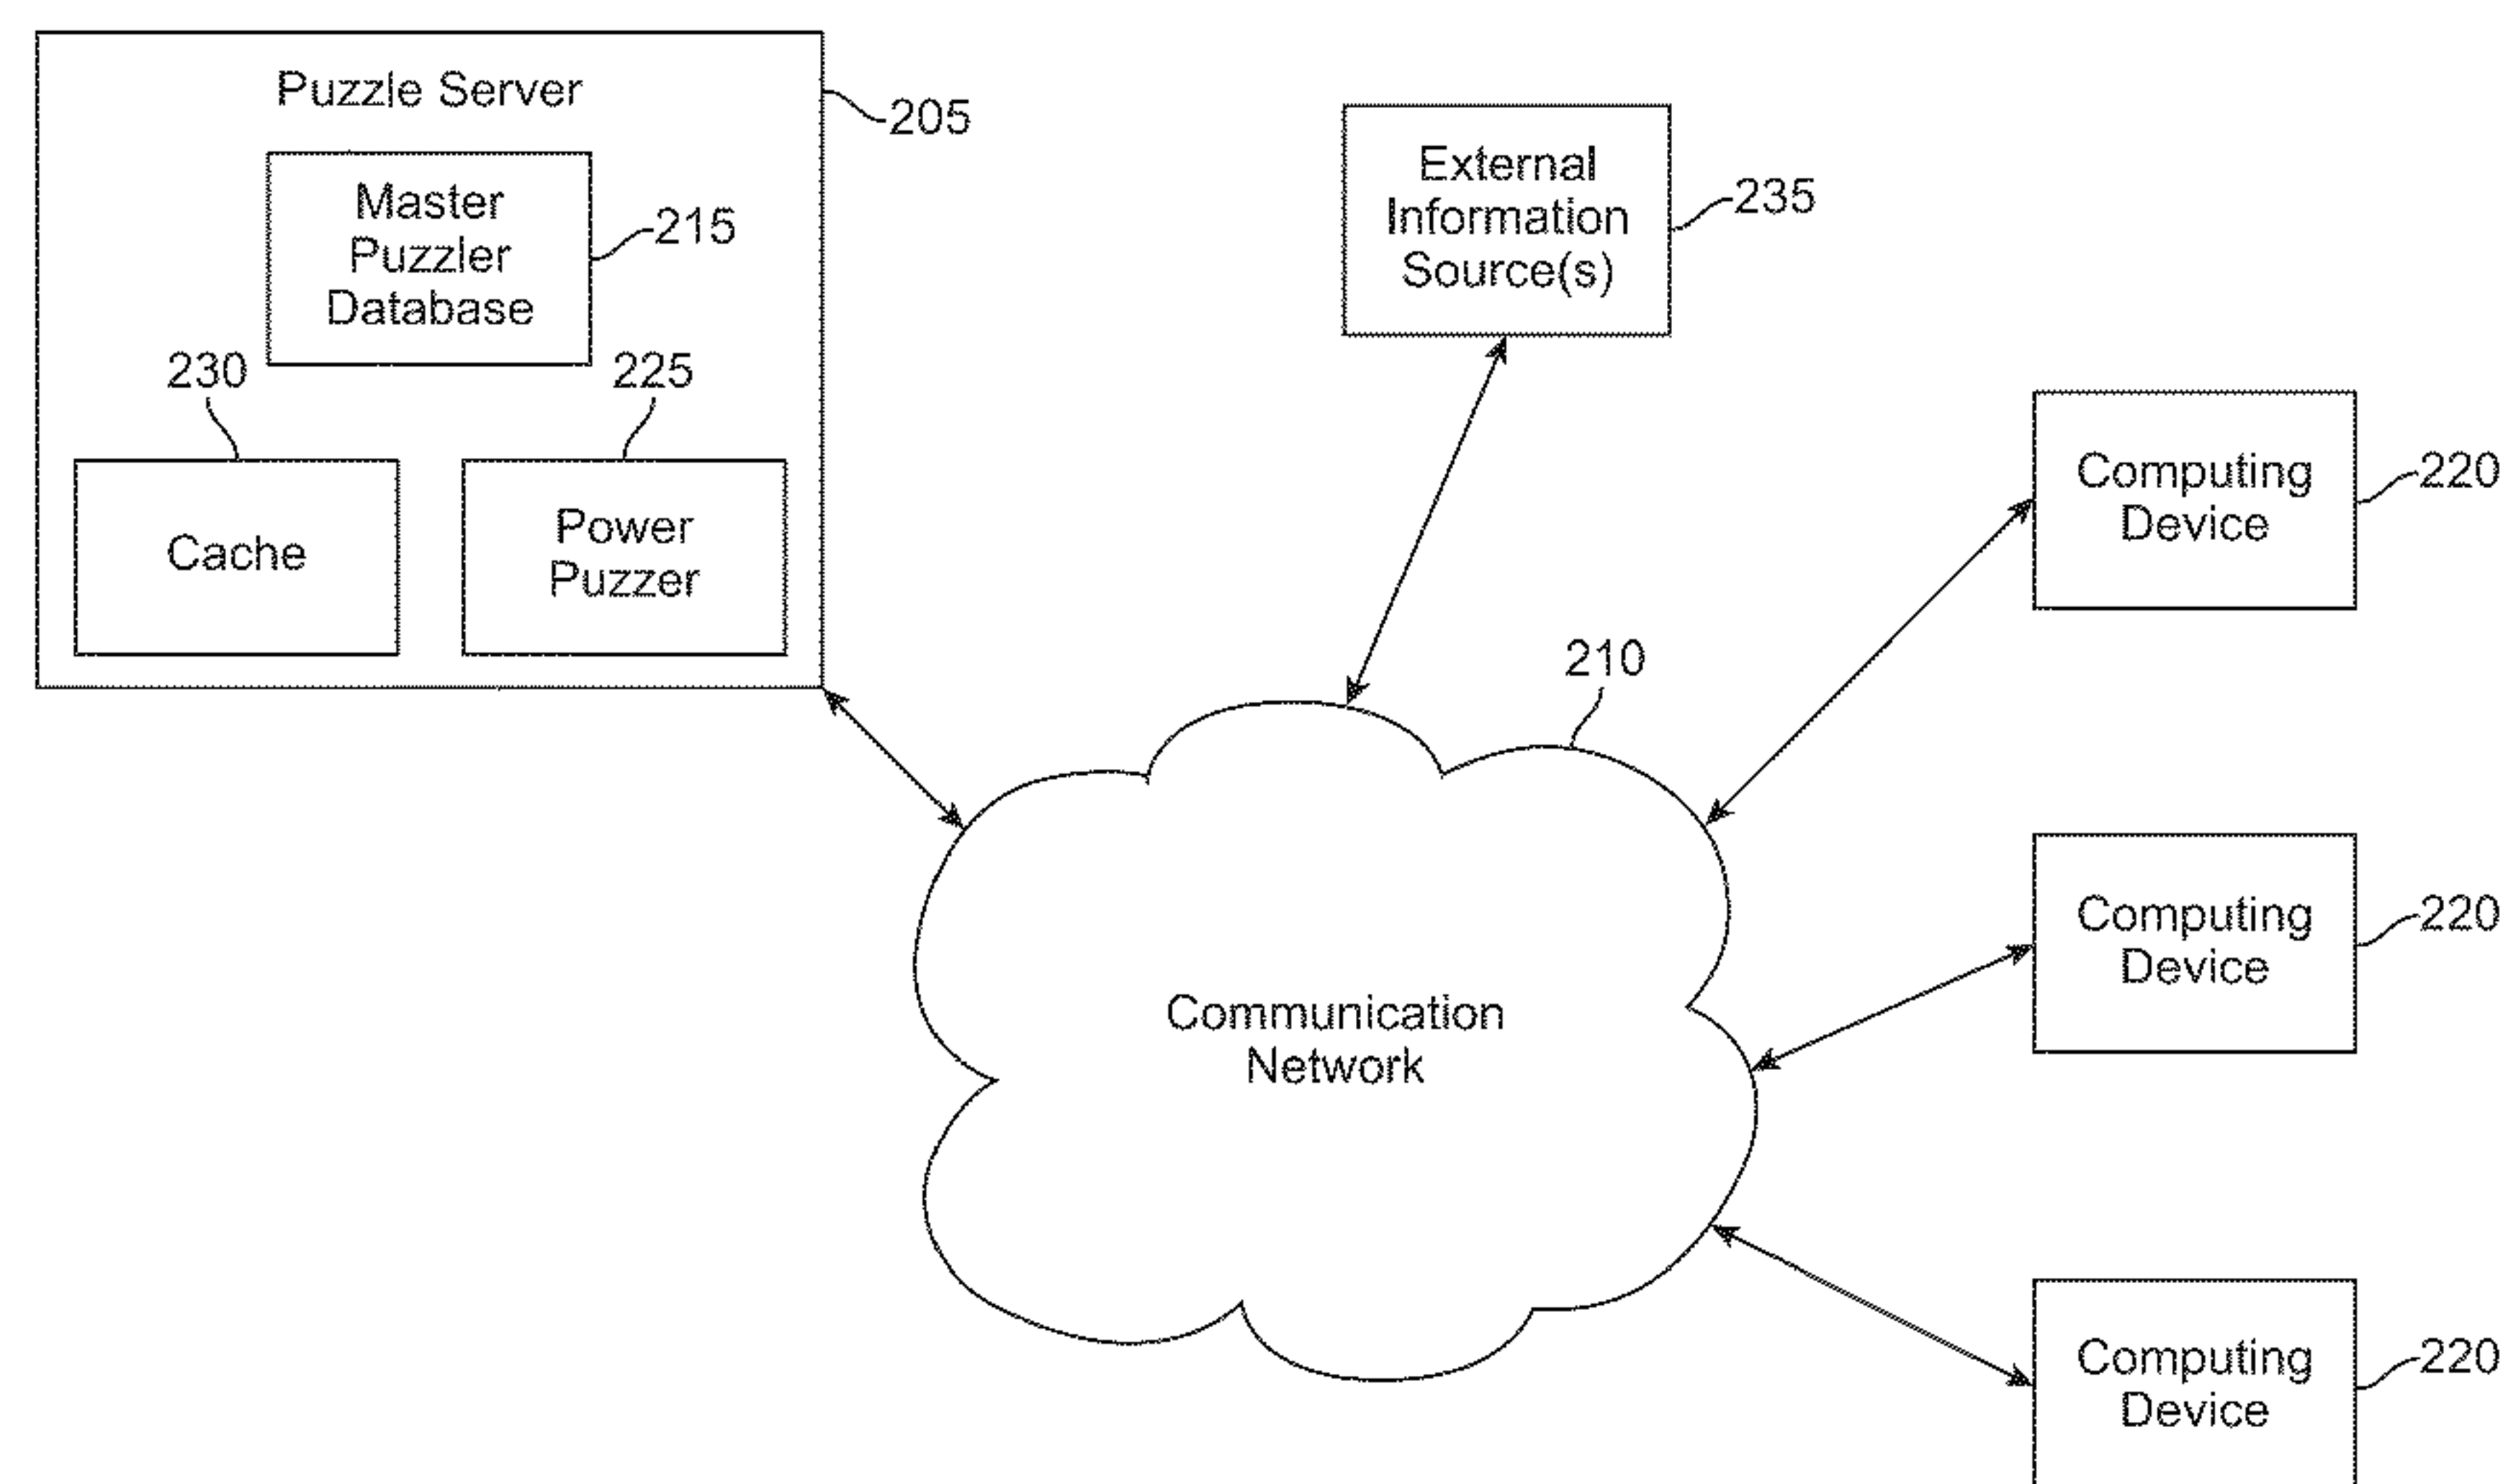 Puzzle Server
205
Master
Puzzler
Database
215
230
225
Cache
Power
Puzzer
External
Information
Source(s)
235
Computing
Device
220
210
Communication
Network
Computing
Device
220
Computing
Device
220